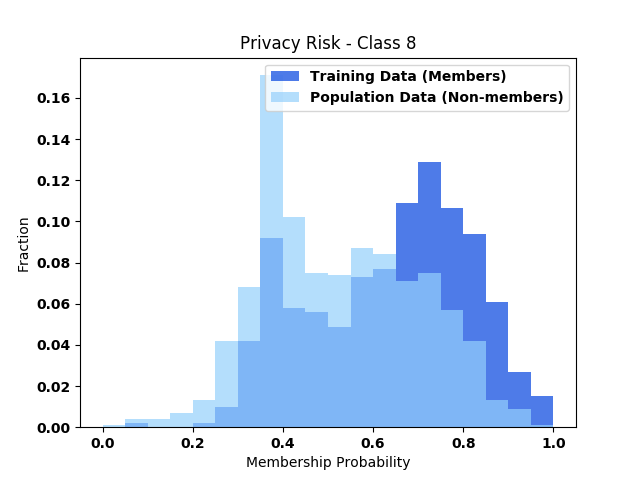 Privacy Risk - Class 8
Training Data (Members)
Population Data (Non-members)
0.16
0.14
0.12
0.10
0.08
0.06
0.04
0.02
0.00
Fraction
0.0 0.2 0.4 0.6 0.8 1.0
Membership Probability